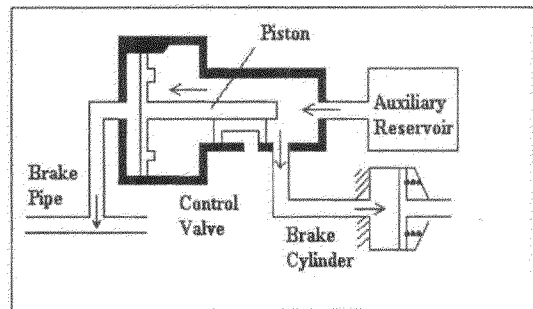 Piston
Auxiliary
Reservoir
Brake
Pipe
Control
Valve
Brake
Cylinder